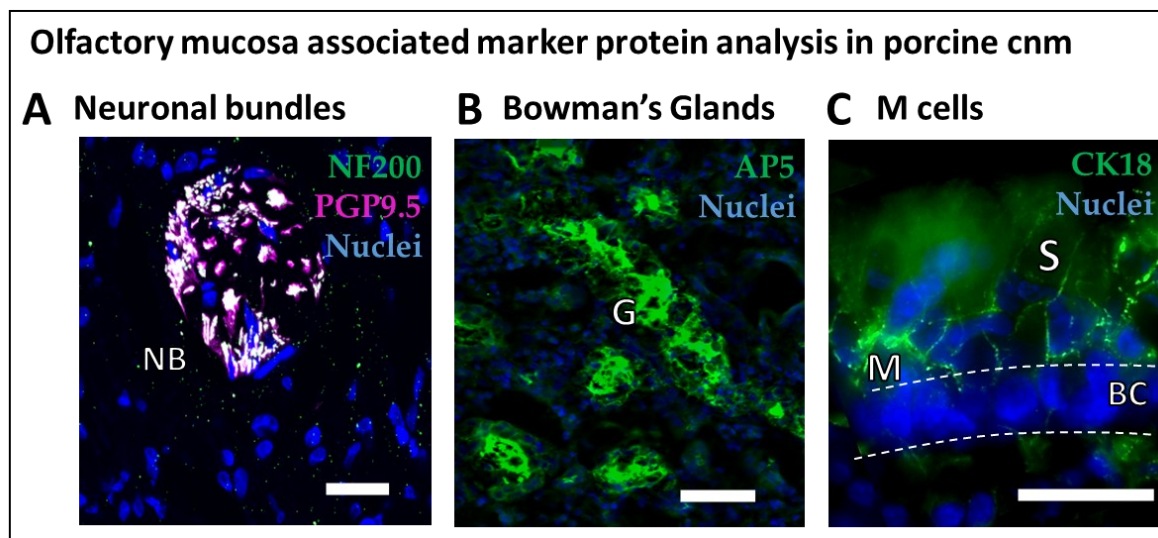 Olfactory mucosa associated marker protein analysis in porcine cnm
A Neuronal bundles
NF200
PGP9.5
Nuclei
NB
B Bowman's Glands
AP5
Nuclei
G
C M cells
CK18
Nuclei
S
M
BC